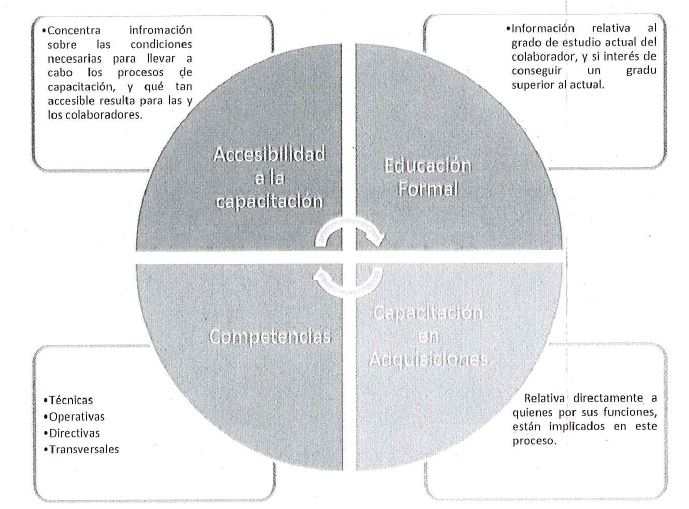 •Concentra infromación
sobre las condiciones
necesarias para llevar a
cabo los procesos de
capacitación, y qué tan
accesible resulta para las y
los colaboradores.
•Información relativa al
grado de estudio actual del
colaborador, y si interés de
conseguir un gradu
superior al actual.
Accesibilidad
a la
capacitación
Educación
Formal
Competencias
Capacitación
en
Adquisiciones
•Técnicas
•Operativas
•Directivas
•Transversales
Relativa directamente a
quienes por sus funciones,
están implicados en este
proceso.